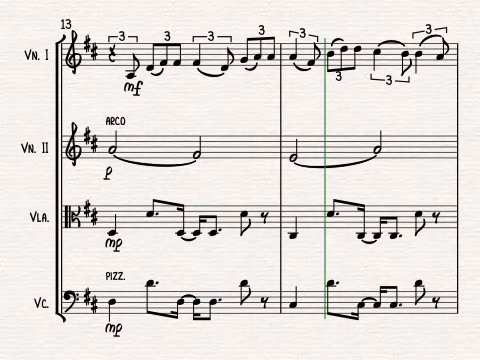 13
3 3 3 3 3 3
Vn. I
3 3
mf
ARCO
Vn. II
p
Vla.
mp
PIZZ.
Vc.
mp